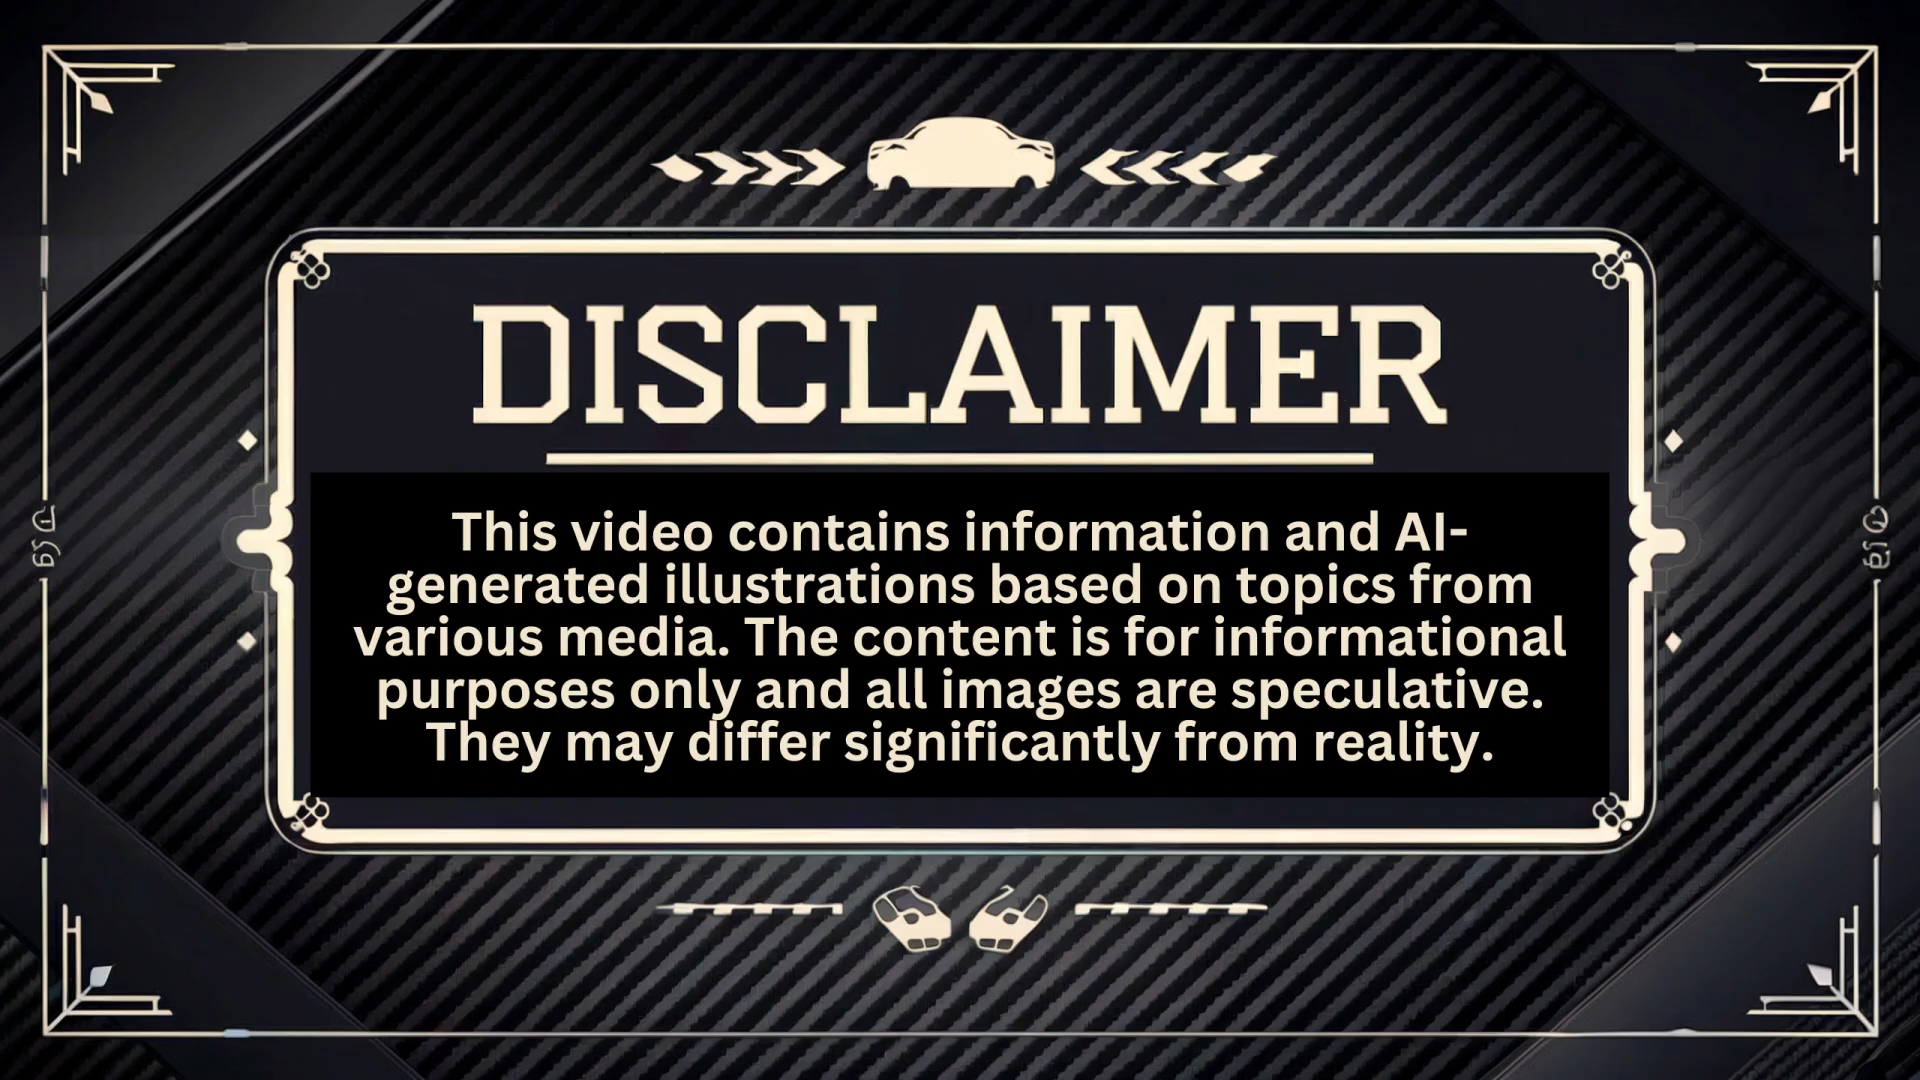 DISCLAIMER
This video contains information and AI-
generated illustrations based on topics from
various media. The content is for informational
purposes only and all images are speculative.
They may differ significantly from reality.